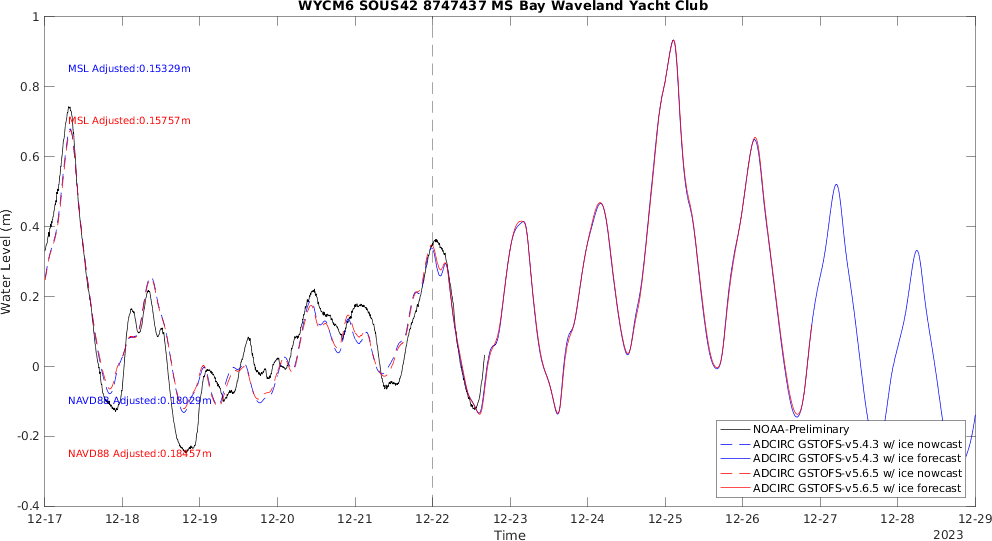 WYCM6 SOUS42 8747437 MS Bay Waveland Yacht Club
1
0.8
0.6
0.4
0.2
0
-0.2
-0.4
Water Level (m)
MSL Adjusted:0.15329m
MSL Adjusted:0.15757m
NAVD88 Adjusted:0.18029m
NAVD88 Adjusted:0.18457m
NOAA-Preliminary
ADCIRC GSTOFS-v5.4.3 w/ ice nowcast
ADCIRC GSTOFS-v5.4.3 w/ ice forecast
ADCIRC GSTOFS-v5.6.5 w/ ice nowcast
ADCIRC GSTOFS-v5.6.5 w/ ice forecast
12-17 12-18 12-19 12-20 12-21 12-22 12-23 12-24 12-25 12-26 12-27 12-28 12-29
Time
2023